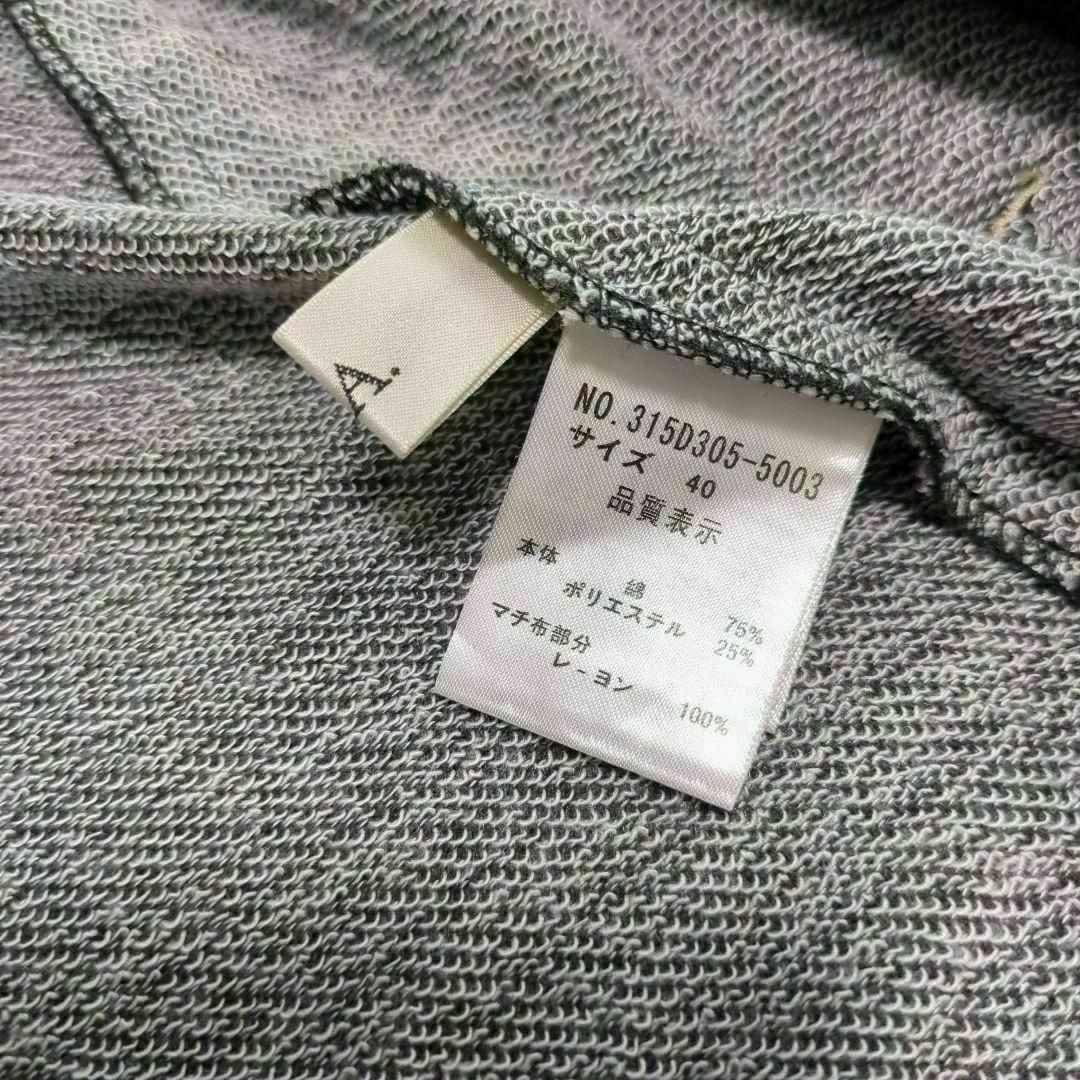 A.
NO.315D305-5003
サイズ 40
品質表示
本体
綿 75%
ポリエステル 25%
マチ布部分
レ-ヨン 100%